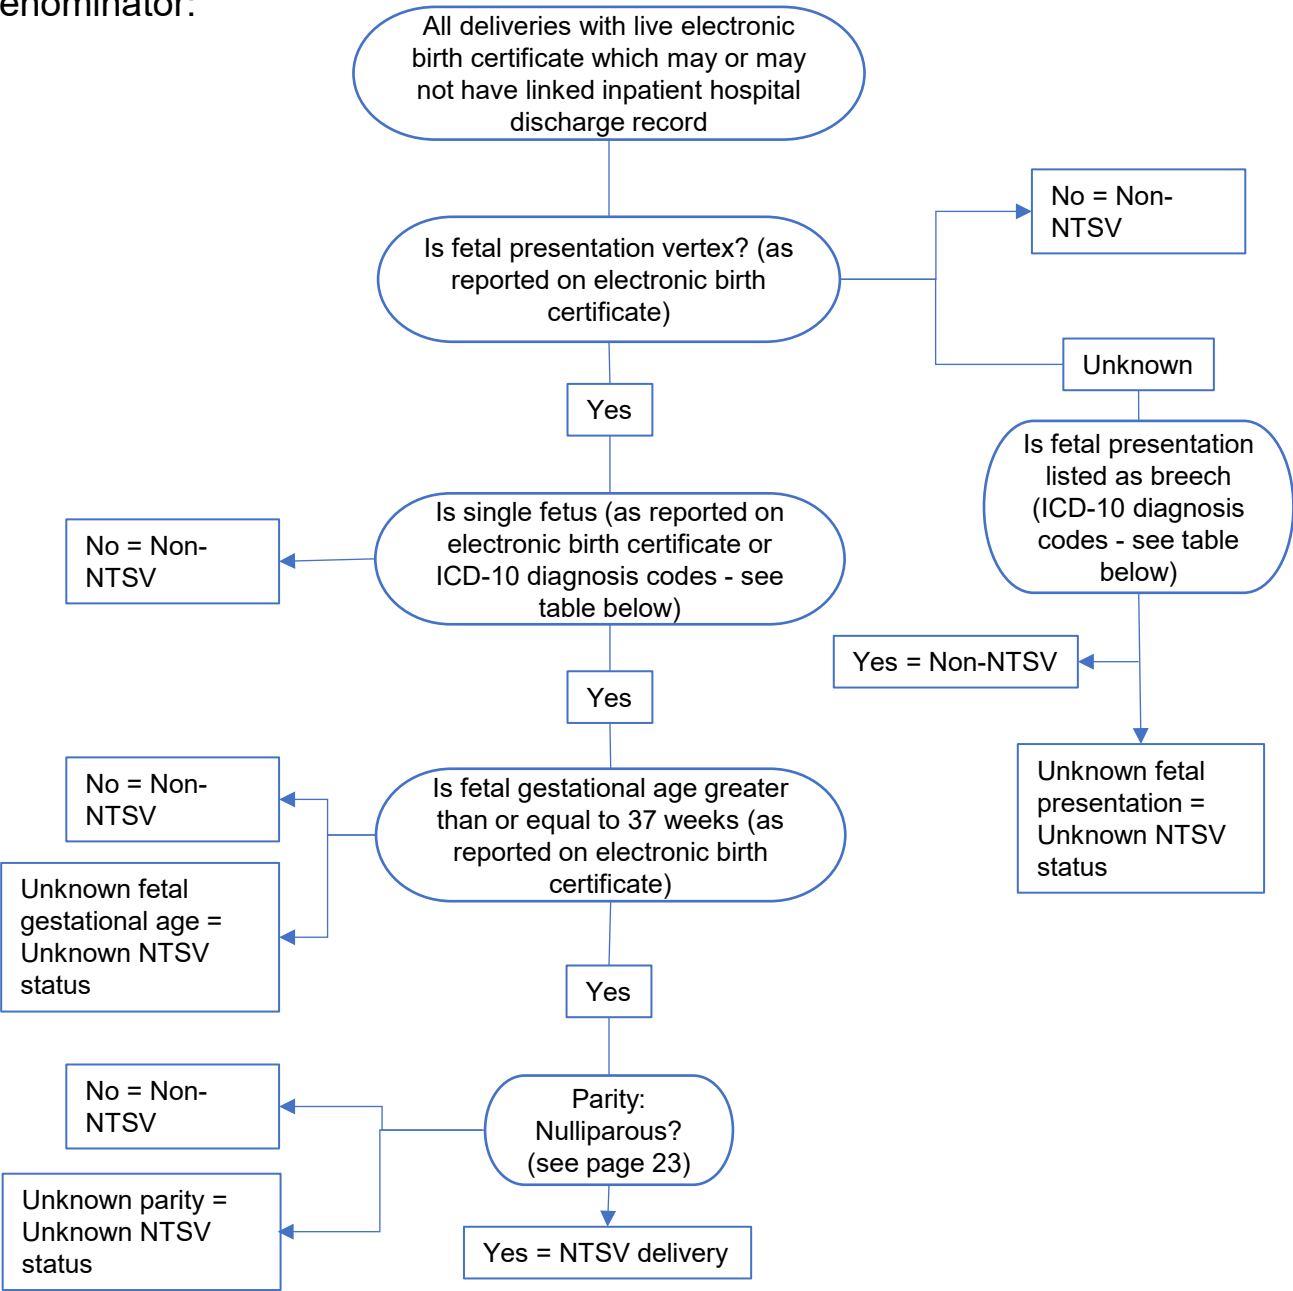 enominator:
All deliveries with live electronic
birth certificate which may or may
not have linked inpatient hospital
discharge record
No = Non-
NTSV
Is fetal presentation vertex? (as
reported on electronic birth
certificate)
Unknown
Yes
Is fetal presentation
listed as breech
(ICD-10 diagnosis
codes - see table
below)
Is single fetus (as reported on
electronic birth certificate or
ICD-10 diagnosis codes - see
table below)
No = Non-
NTSV
Yes = Non-NTSV
Yes
Unknown fetal
presentation =
Unknown NTSV
status
No = Non-
NTSV
Is fetal gestational age greater
than or equal to 37 weeks (as
reported on electronic birth
certificate)
Unknown fetal
gestational age =
Unknown NTSV
status
Yes
No = Non-
NTSV
Parity:
Nulliparous?
(see page 23)
Unknown parity =
Unknown NTSV
status
Yes = NTSV delivery